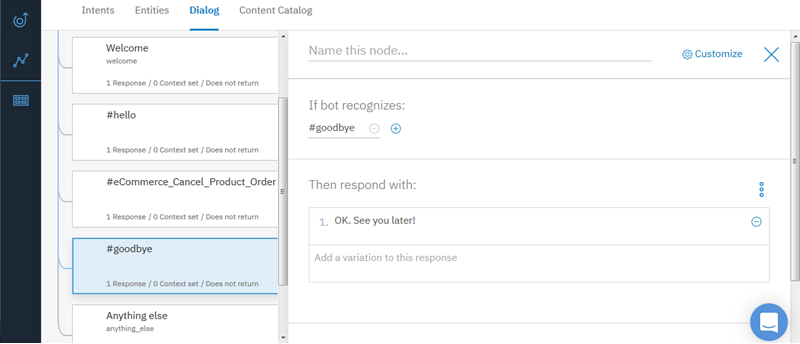 Intents Entities Dialog Content Catalog
Welcome
welcome
1 Response / 0 Context set / Does not return
#hello
1 Response / 0 Context set / Does not return
#eCommerce_Cancel_Product_Order
1 Response / 0 Context set / Does not return
#goodbye
1 Response / 0 Context set / Does not return
Anything else
anything_else
Name this node...
Customize
If bot recognizes:
#goodbye
Then respond with:
1. OK. See you later!
Add a variation to this response